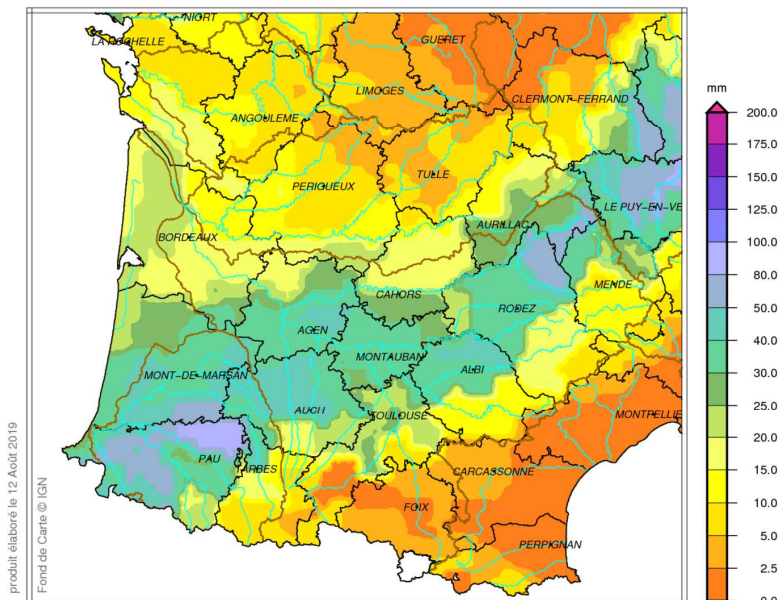 NIORT
LA ROCHELLE
GUERET
LIMOGES
CLERMONT-FERRAND
ANGOULEME
TULLE
PERIGUEUX
LE PUY-EN-VE
AURILLAC
BORDEAUX
MENDE
CAHORS
RODEZ
AGEN
MONTAUBAN
ALBI
MONT-DE-MARSAN
AUCH
TOULOUSE
MONTPELLIE
PAU
TARBES
CARCASSONNE
FOIX
PERPIGNAN
mm
200.0
175.0
150.0
125.0
100.0
80.0
50.0
40.0
30.0
25.0
20.0
15.0
10.0
5.0
2.5
0.0
produit élaboré le 12 Août 2019
Fond de Carte © IGN